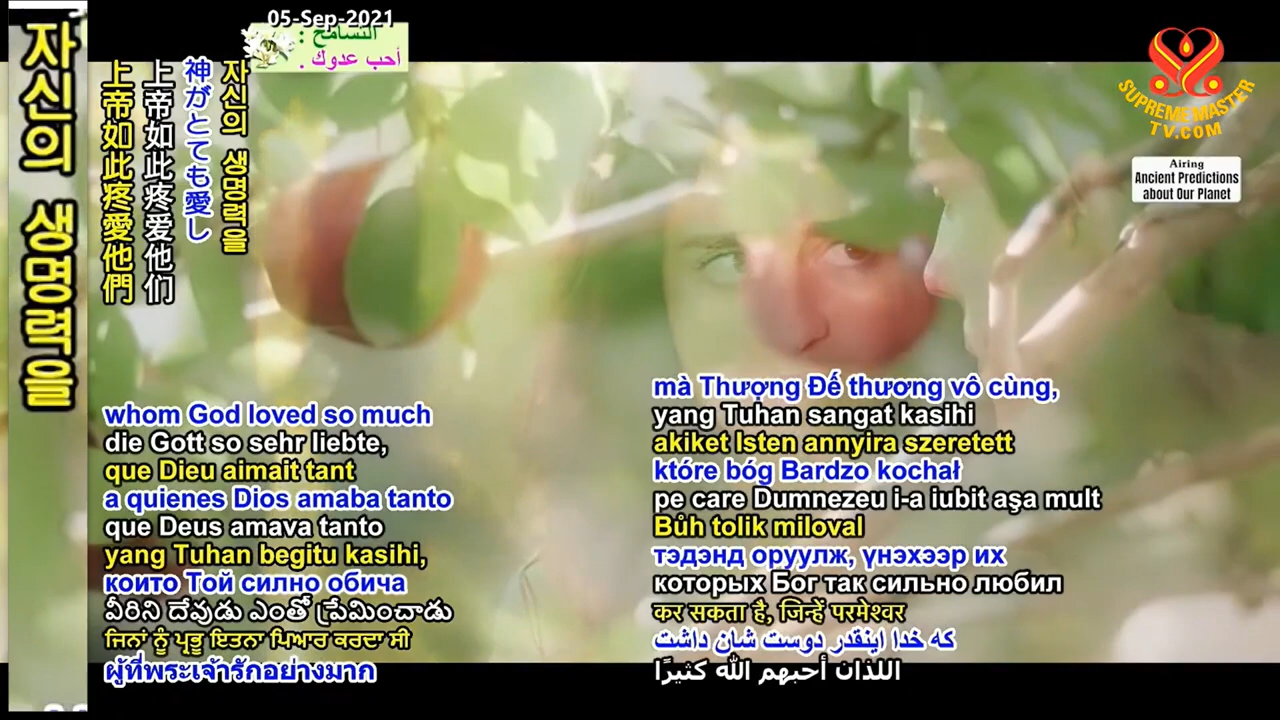 05-Sep-2021
التسامح :
أحب عدوك .
SUPREME MASTER
TV.COM
Airing
Ancient Predictions
about Our Planet
자신의 생명력을
上帝如此疼愛他們
上帝如此疼爱他们
神がとても愛し
자신의 생명력을
whom God loved so much
die Gott so sehr liebte,
que Dieu aimait tant
a quienes Dios amaba tanto
que Deus amava tanto
yang Tuhan begitu kasihi,
които Той силно обича
వీరిని దేవుడు ఎంతో ప్రేమించాడు
ਜਿਨਾਂ ਨੂੰ ਪ੍ਰਭੂ ਇਤਨਾ ਪਿਆਰ ਕਰਦਾ ਸੀ
ผู้ที่พระเจ้ารักอย่างมาก
mà Thượng Đế thương vô cùng,
yang Tuhan sangat kasihi
akiket Isten annyira szeretett
które bóg Bardzo kochał
pe care Dumnezeu i-a iubit aşa mult
Bůh tolik miloval
тэдэнд оруулж, үнэхээр их
которых Бог так сильно любил
कर सकता है, जिन्हें परमेश्वर
که خدا اینقدر دوست شان داشت
اللذان أحبهم الله كثيرًا